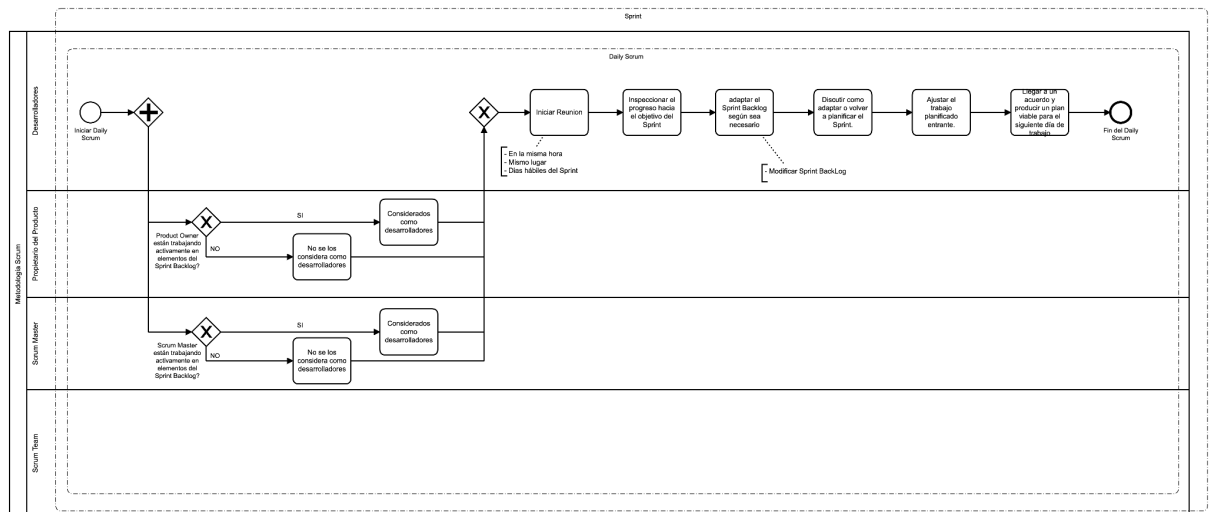 Sprint
Metodología Scrum
Desarrolladores
Daily Scrum
Iniciar Daily
Scrum
Iniciar Reunion
Inspeccionar el
progreso hacia
el objetivo del
Sprint
adaptar el
Sprint Backlog
según sea
necesario
Discutir como
adaptar o volver
a planificar el
Sprint.
Ajustar el
trabajo
planificado
entrante.
Llegar a un
acuerdo y
producir un plan
viable para el
siguiente día de
trabajo.
Fin del Daily
Scrum
- En la misma hora
- Mismo lugar
- Dias hábiles del Sprint
- Modificar Sprint BackLog
Propietario del Producto
Product Owner
están trabajando
activamente en
elementos del
Sprint Backlog?
SI
NO
Considerados
como
desarrolladores
No se los
considera como
desarrolladores
Scrum Master
Scrum Master
están trabajando
activamente en
elementos del
Sprint Backlog?
SI
NO
Considerados
como
desarrolladores
No se los
considera como
desarrolladores
Scrum Team